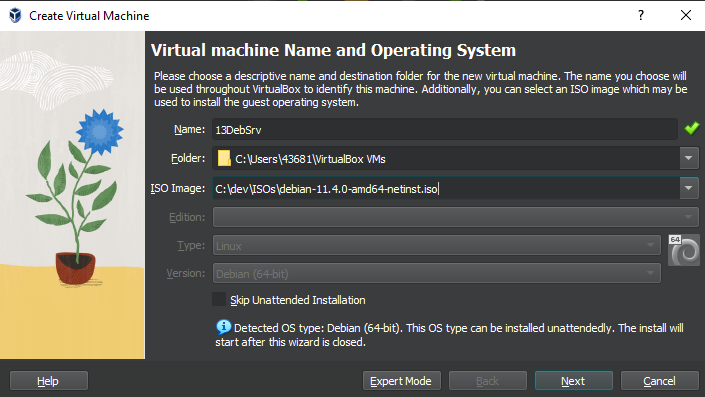 Create Virtual Machine
?
Virtual machine Name and Operating System
Please choose a descriptive name and destination folder for the new virtual machine. The name you choose will
be used throughout VirtualBox to identify this machine. Additionally, you can select an ISO image which may be
used to install the guest operating system.
Name: 13DebSrv
Folder: C:\Users\43681\VirtualBox VMs
ISO Image: C:\dev\ISOs\debian-11.4.0-amd64-netinst.iso
Edition:
Type: Linux
64
Version: Debian (64-bit)
Skip Unattended Installation
Detected OS type: Debian (64-bit). This OS type can be installed unattendedly. The install will
start after this wizard is closed.
Help Expert Mode Back Next Cancel